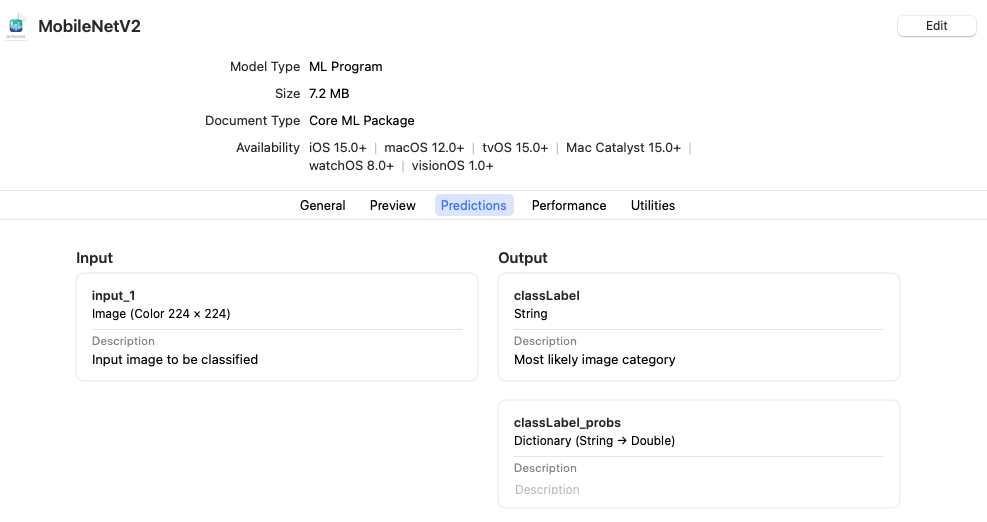 MobileNetV2
Edit
Model Type ML Program
Size 7.2 MB
Document Type Core ML Package
Availability iOS 15.0+ | macOS 12.0+ | tvOS 15.0+ | Mac Catalyst 15.0+ |
watchOS 8.0+ | visionOS 1.0+
General Preview Predictions Performance Utilities
Input
input_1
Image (Color 224 × 224)
Description
Input image to be classified
Output
classLabel
String
Description
Most likely image category
classLabel_probs
Dictionary (String → Double)
Description
Description